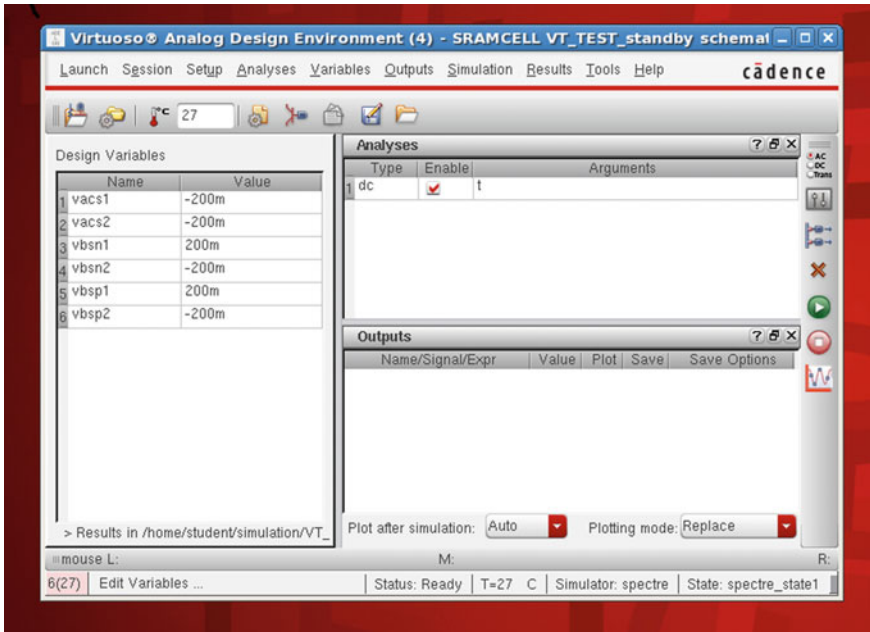 Virtuoso® Analog Design Environment (4) - SRAMCELL VT_TEST_standby schemat
Launch Session Setup Analyses Variables Outputs Simulation Results Tools Help cādence
°C 27
Design Variables
Name Value
1 vacs1 -200m
2 vacs2 -200m
3 vbsn1 200m
4 vbsn2 -200m
5 vbsp1 200m
6 vbsp2 -200m
> Results in /home/student/simulation/VT_
Analyses ? X
Type Enable Arguments
1 dc t
Outputs ? X
Name/Signal/Expr Value Plot Save Save Options
Plot after simulation: Auto Plotting mode: Replace
AC
DC
Trans
mouse L: M: R:
6(27) Edit Variables ... Status: Ready T=27 C Simulator: spectre State: spectre_state1